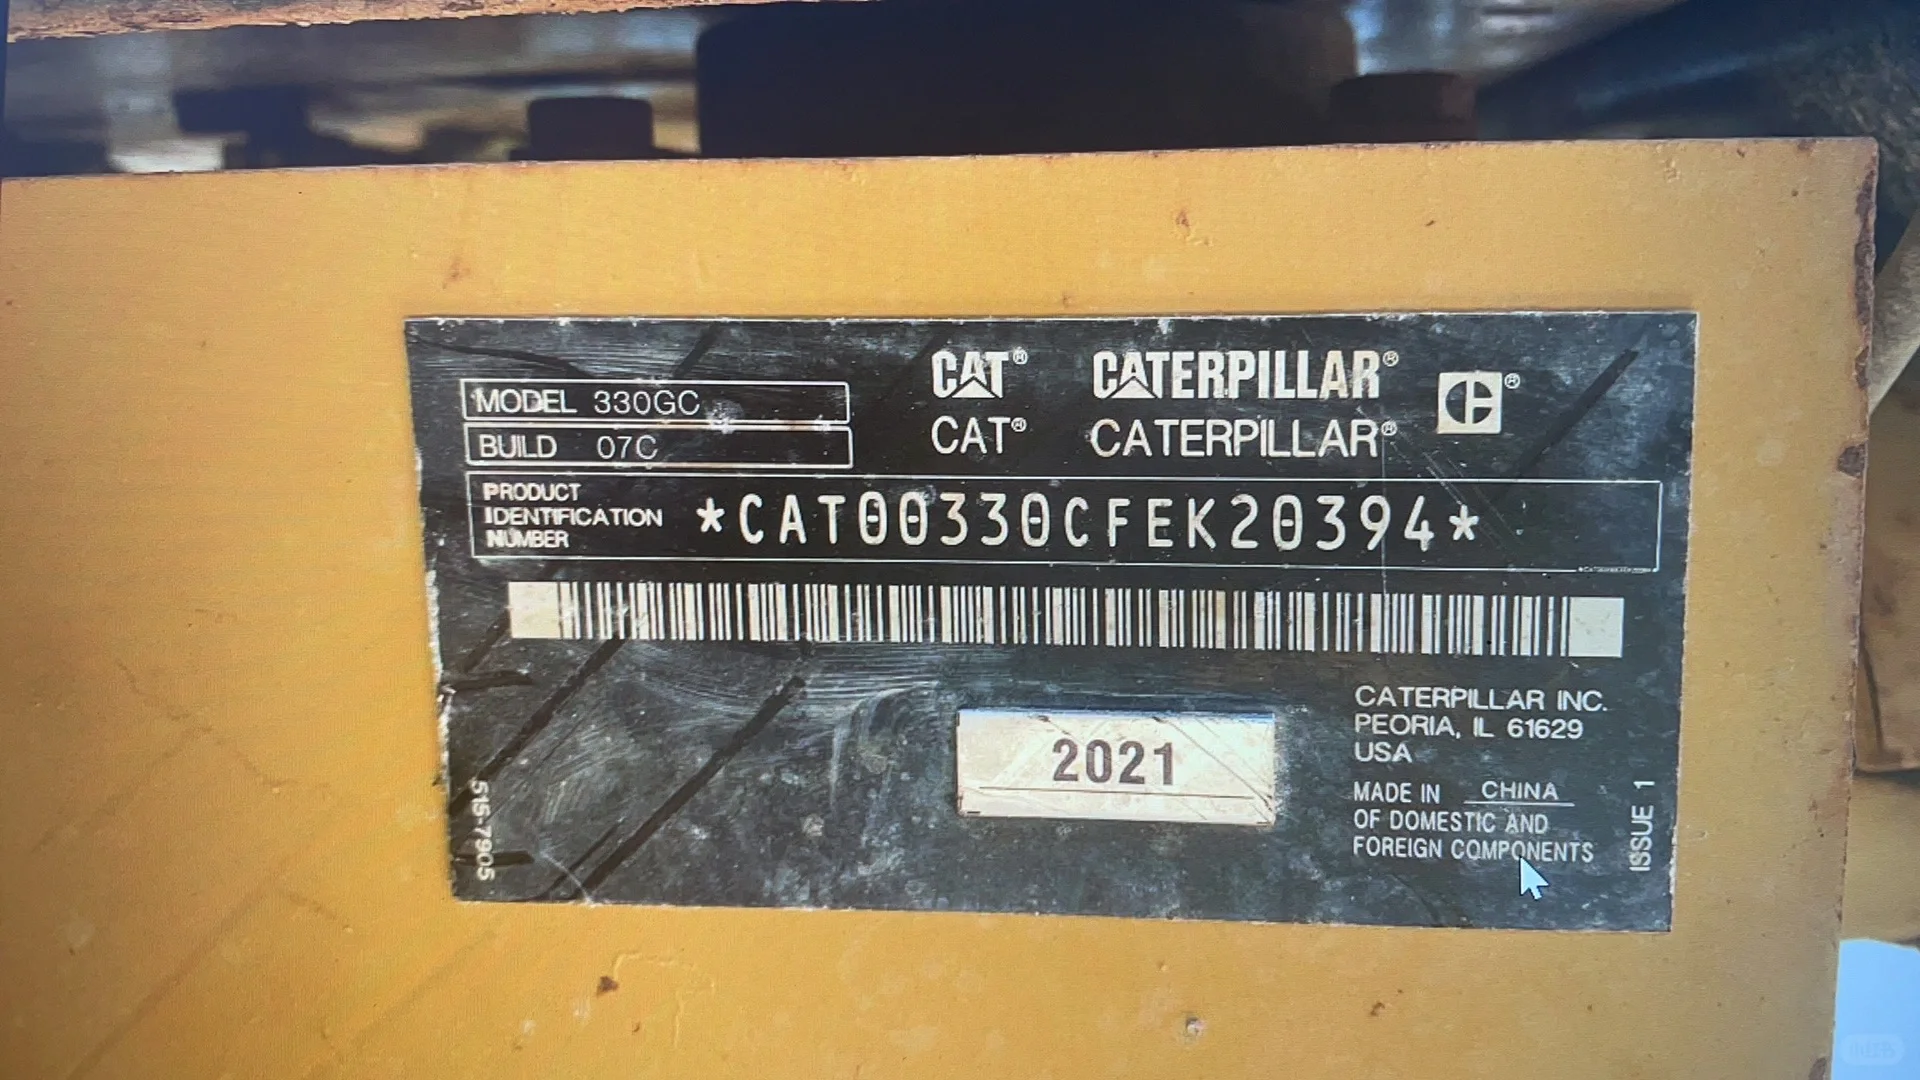 CAT® CATERPILLAR® ®
MODEL 330GC
CAT® CATERPILLAR®
BUILD 07C
PRODUCT
IDENTIFICATION
NUMBER
*CAT00330CFEK20394*
CATERPILLAR INC.
PEORIA, IL 61629
USA
2021
MADE IN CHINA
OF DOMESTIC AND
FOREIGN COMPONENTS
515-7905
ISSUE 1